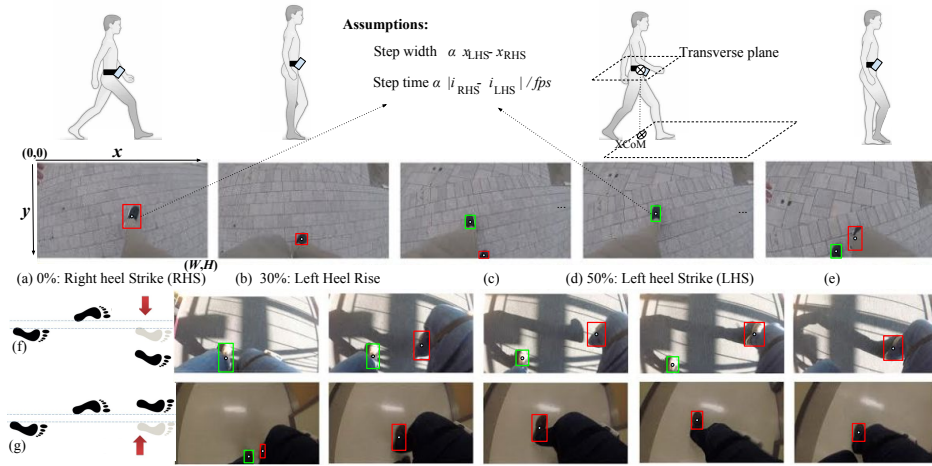 Assumptions:
Step width α x_LHS - x_RHS
Step time α |i_RHS - i_LHS| / fps
Transverse plane
XCoM
(0,0)
x
y
(W,H)
...
...
(a) 0%: Right heel Strike (RHS)
(b) 30%: Left Heel Rise
(c)
(d) 50%: Left heel Strike (LHS)
(e)
(f)
(g)